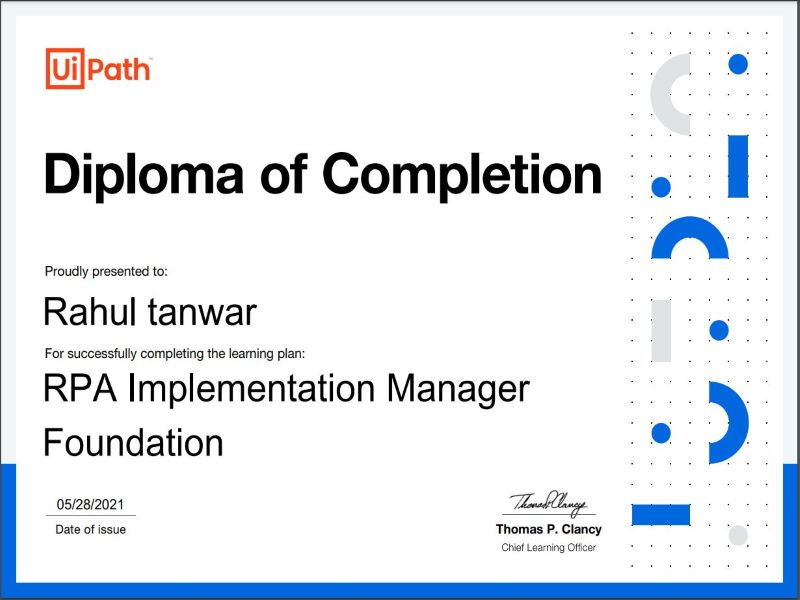 UiPath™
Diploma of Completion
Proudly presented to:
Rahul tanwar
For successfully completing the learning plan:
RPA Implementation Manager
Foundation
05/28/2021
Date of issue
Thomas P. Clancy
Thomas P. Clancy
Chief Learning Officer